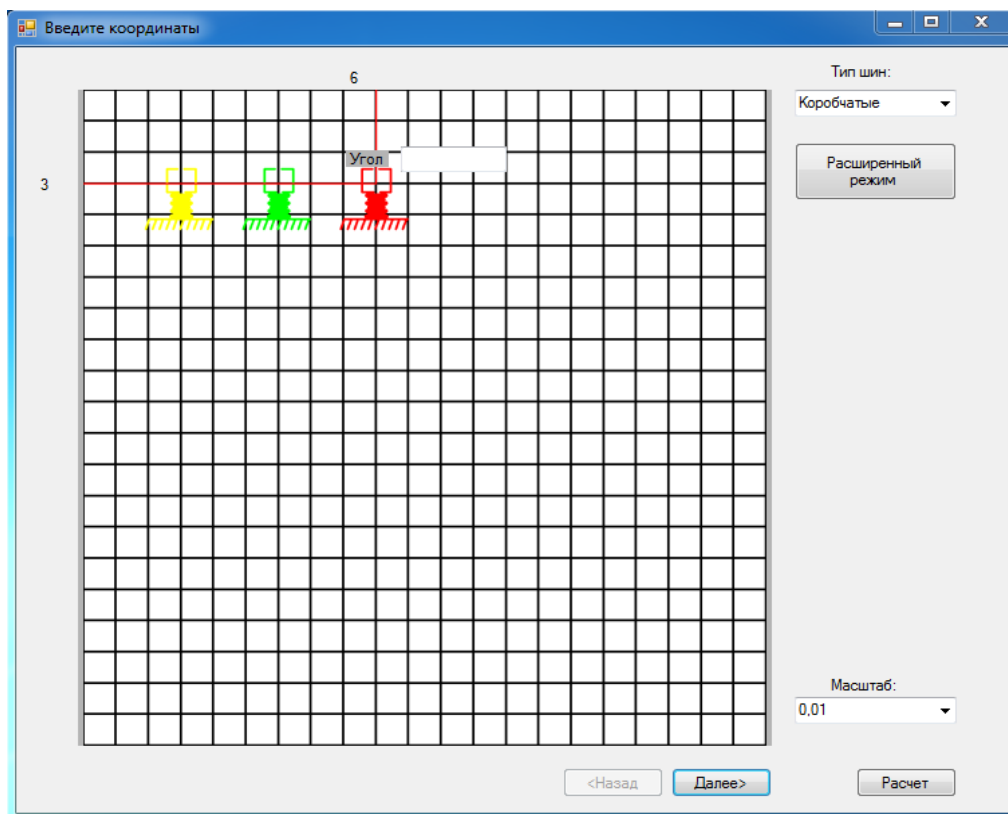 Введите координаты
6
Тип шин:
Коробчатые
Угол
Расширенный
режим
3
Масштаб:
0,01
<Назад
Далее>
Расчет